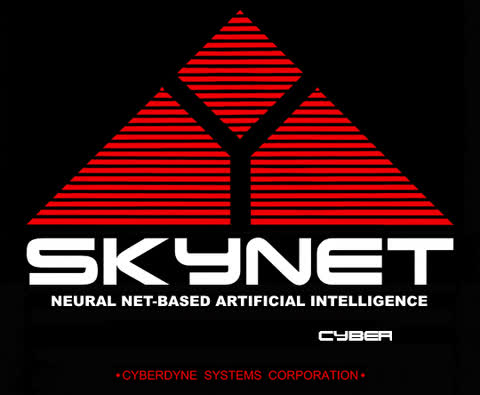 SKYNET
NEURAL NET-BASED ARTIFICIAL INTELLIGENCE
CYBER
• CYBERDYNE SYSTEMS CORPORATION •